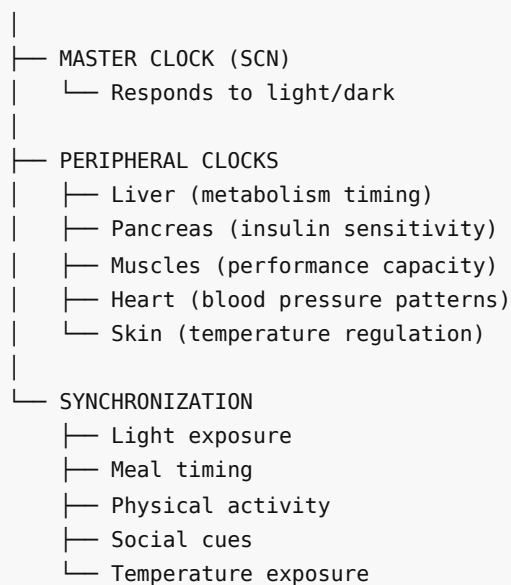 │
├── MASTER CLOCK (SCN)
│   └── Responds to light/dark
│
├── PERIPHERAL CLOCKS
│   ├── Liver (metabolism timing)
│   ├── Pancreas (insulin sensitivity)
│   ├── Muscles (performance capacity)
│   ├── Heart (blood pressure patterns)
│   └── Skin (temperature regulation)
│
└── SYNCHRONIZATION
    ├── Light exposure
    ├── Meal timing
    ├── Physical activity
    ├── Social cues
    └── Temperature exposure